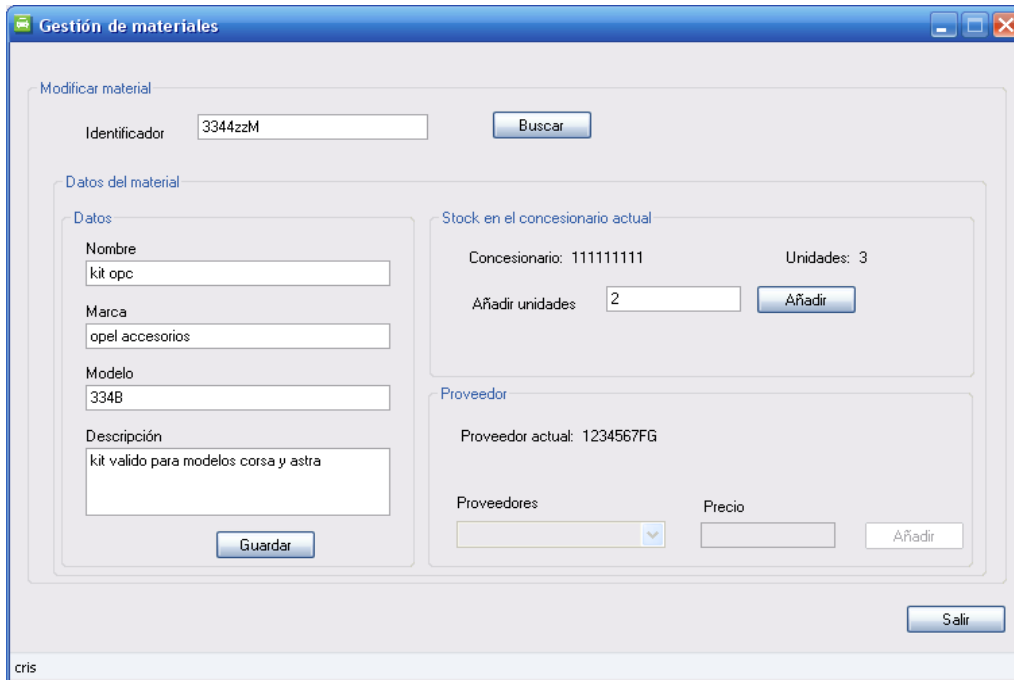 Gestión de materiales
Modificar material
Identificador 3344zzM Buscar
Datos del material
Datos
Nombre
kit opc
Marca
opel accesorios
Modelo
334B
Descripción
kit valido para modelos corsa y astra
Guardar
Stock en el concesionario actual
Concesionario: 111111111 Unidades: 3
Añadir unidades 2 Añadir
Proveedor
Proveedor actual: 1234567FG
Proveedores Precio
Añadir
Salir
cris